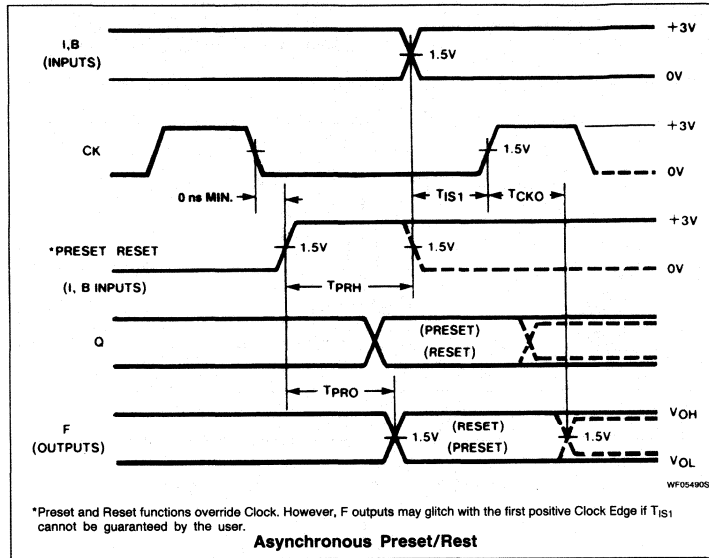 I,B
(INPUTS)
+3V
1.5V
0V
CK
+3V
1.5V
0V
0 ns MIN.
TIS1
TCKO
*PRESET RESET
(I, B INPUTS)
+3V
1.5V
1.5V
0V
TPRH
Q
(PRESET)
(RESET)
TPRO
F
(OUTPUTS)
(RESET)
(PRESET)
1.5V
1.5V
VOH
VOL
WF05490S
*Preset and Reset functions override Clock. However, F outputs may glitch with the first positive Clock Edge if TIS1
cannot be guaranteed by the user.
Asynchronous Preset/Rest